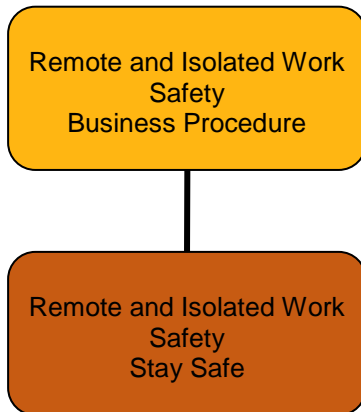 Remote and Isolated Work
Safety
Business Procedure
Remote and Isolated Work
Safety
Stay Safe